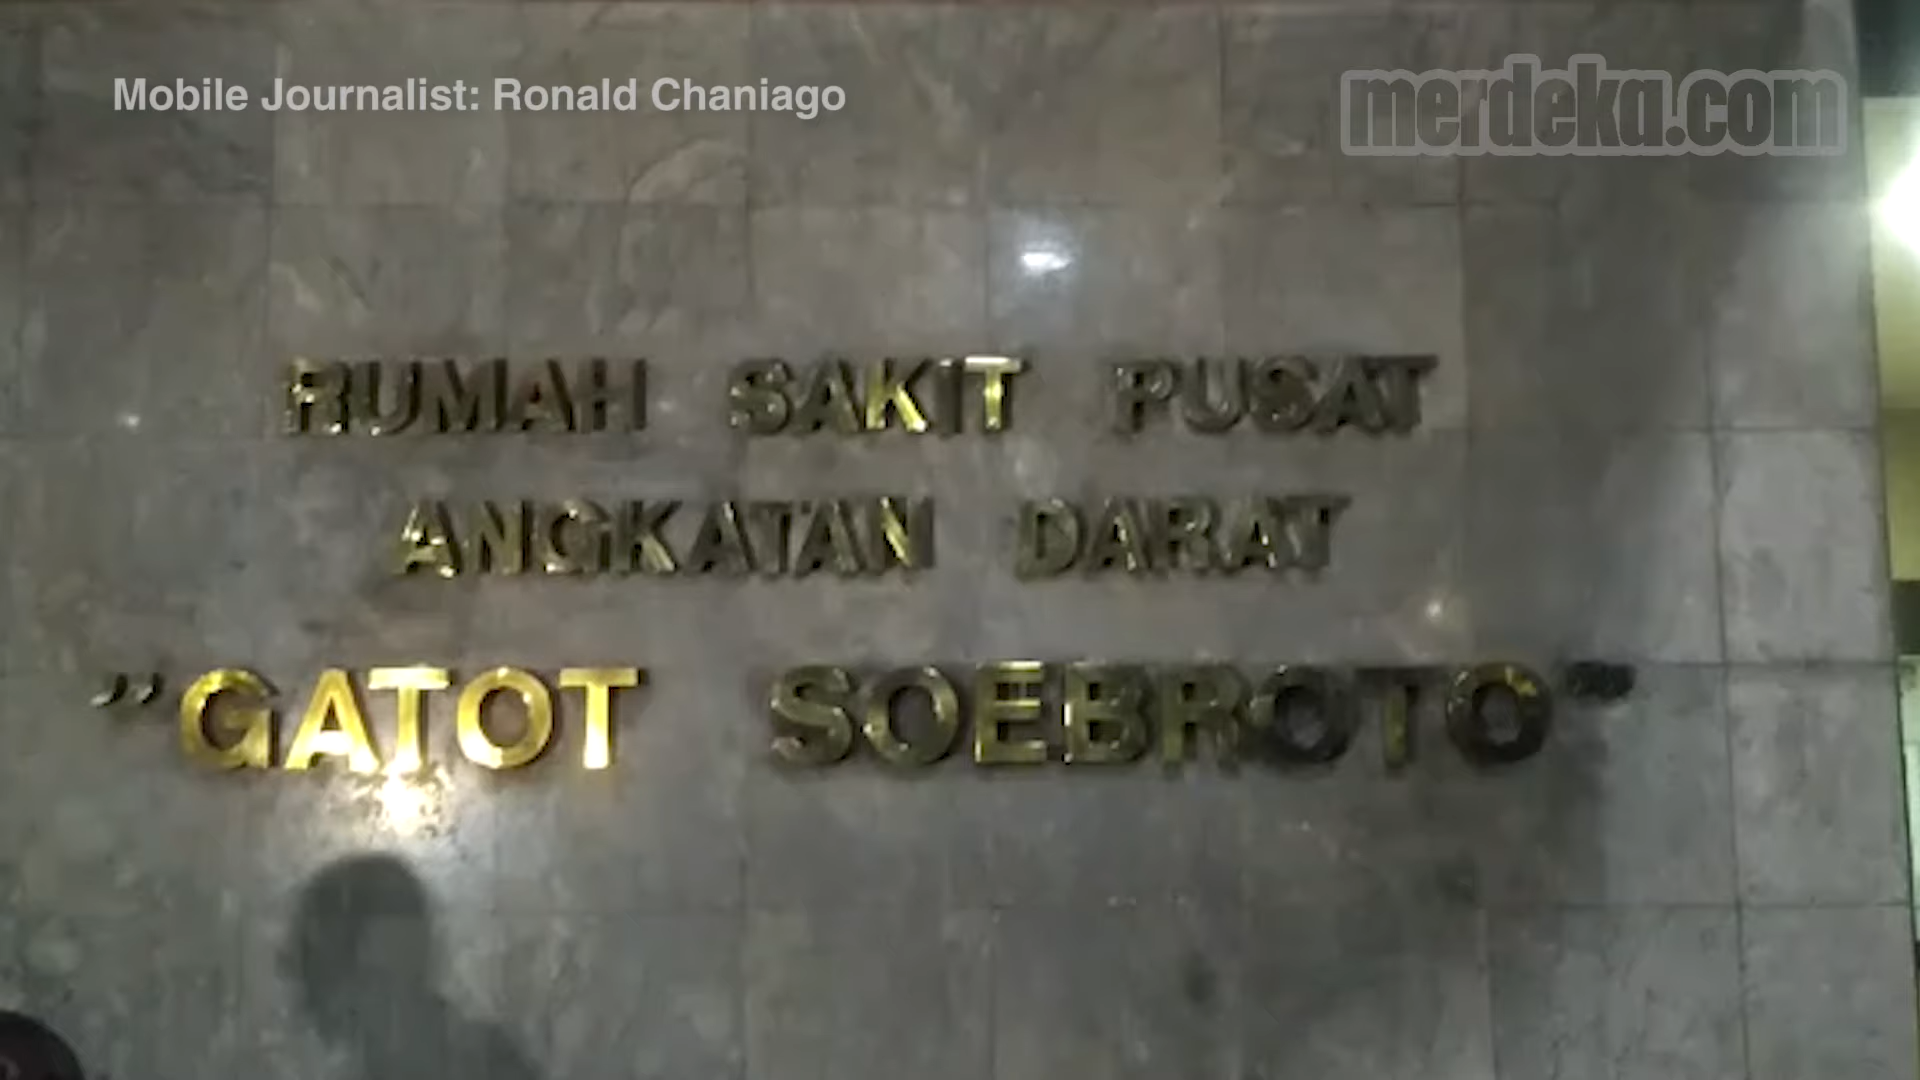 Mobile Journalist: Ronald Chaniago
merdeka.com
RUMAH SAKIT PUSAT
ANGKATAN DARAT
"GATOT SOEBROTO"